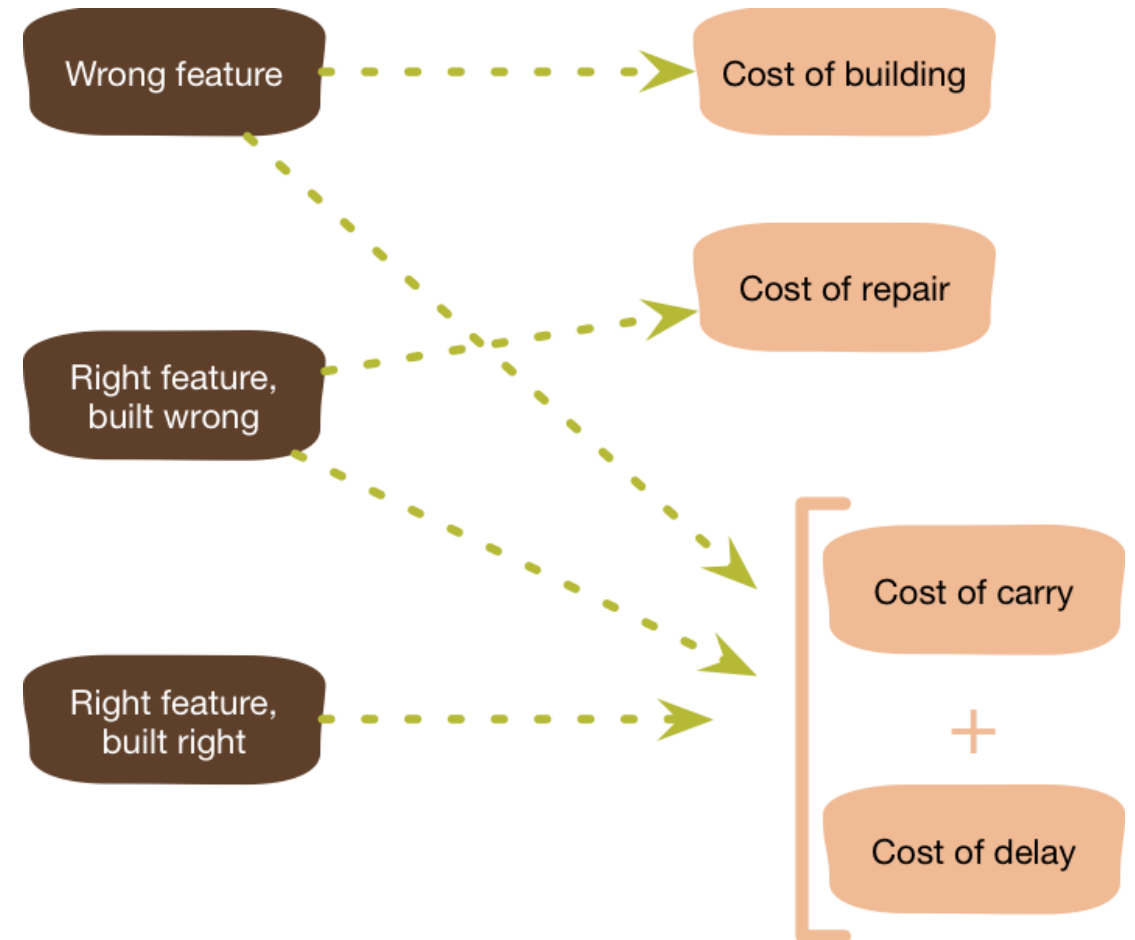 Wrong feature
Cost of building
Cost of repair
Right feature,
built wrong
Cost of carry
Right feature,
built right
+
Cost of delay